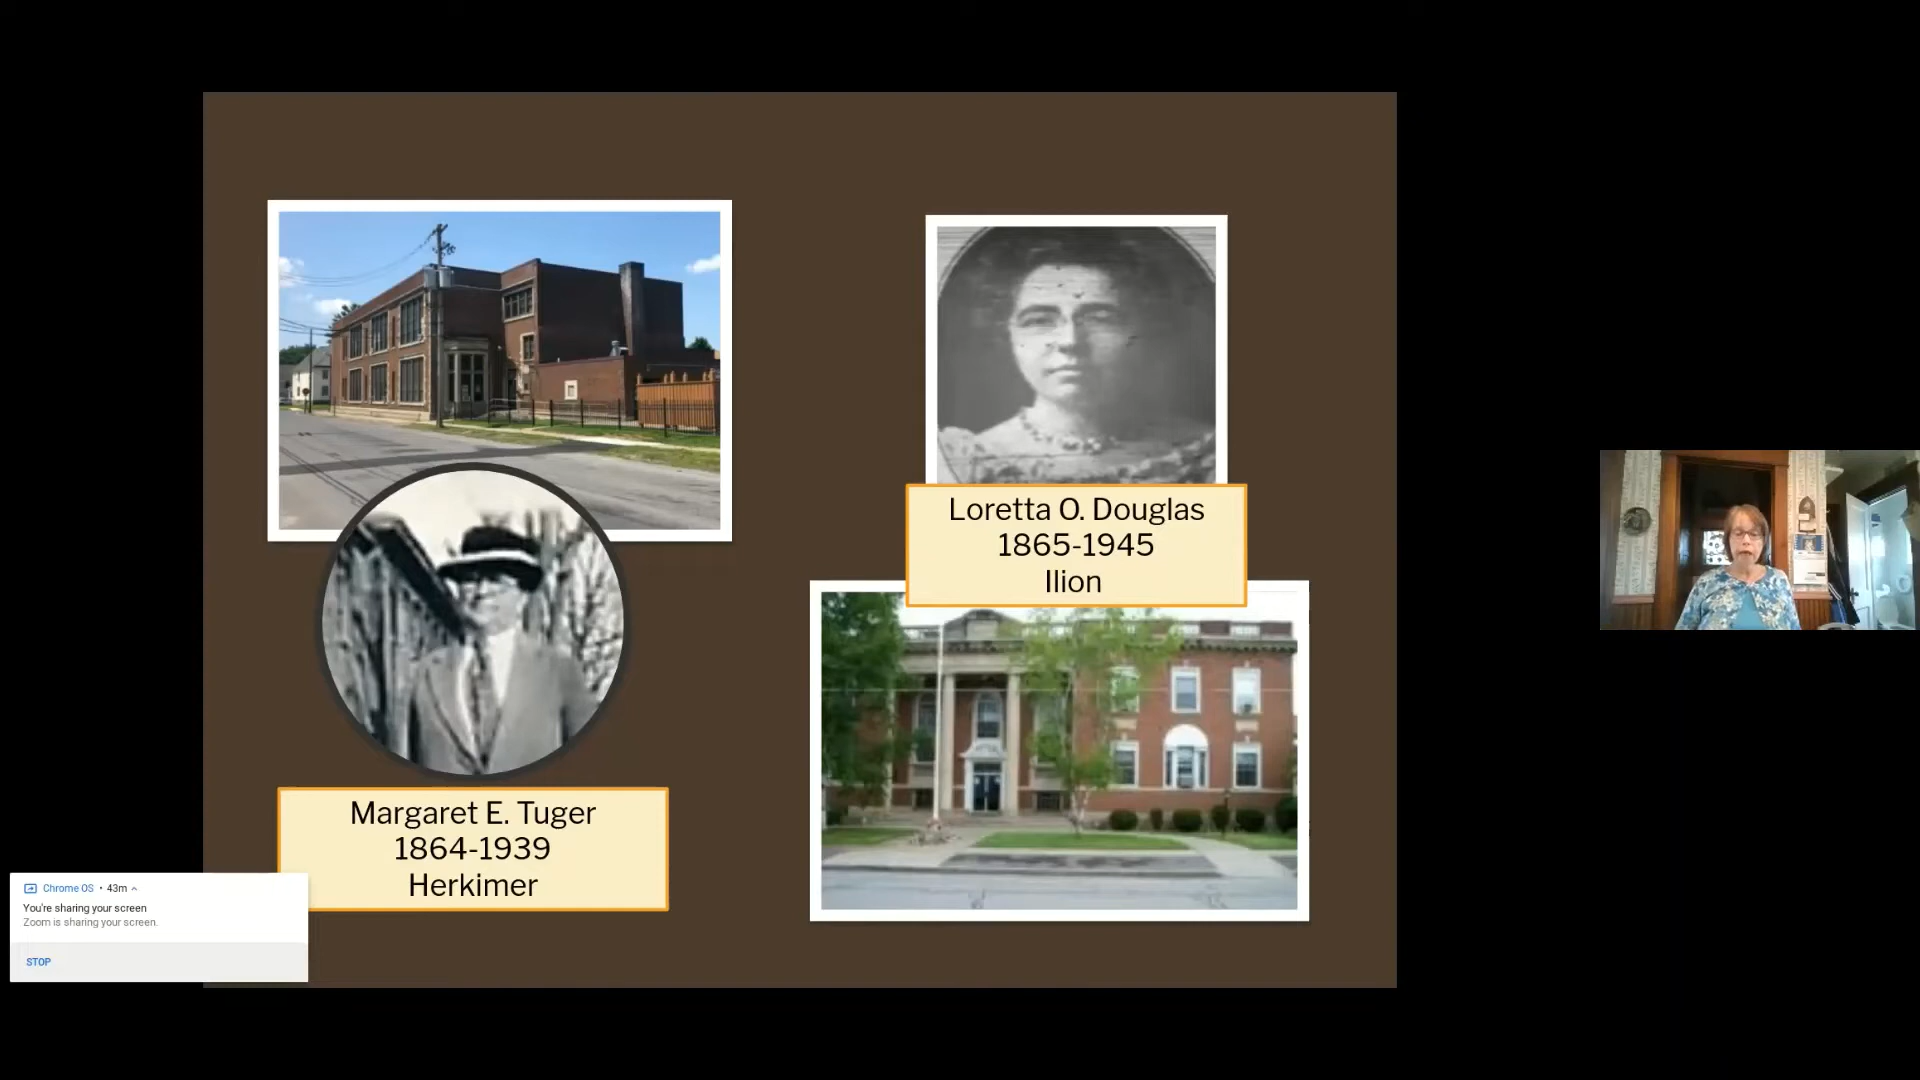 Loretta O. Douglas
1865-1945
Ilion
Margaret E. Tuger
1864-1939
Herkimer
Chrome OS • 43m
You're sharing your screen
Zoom is sharing your screen.
STOP